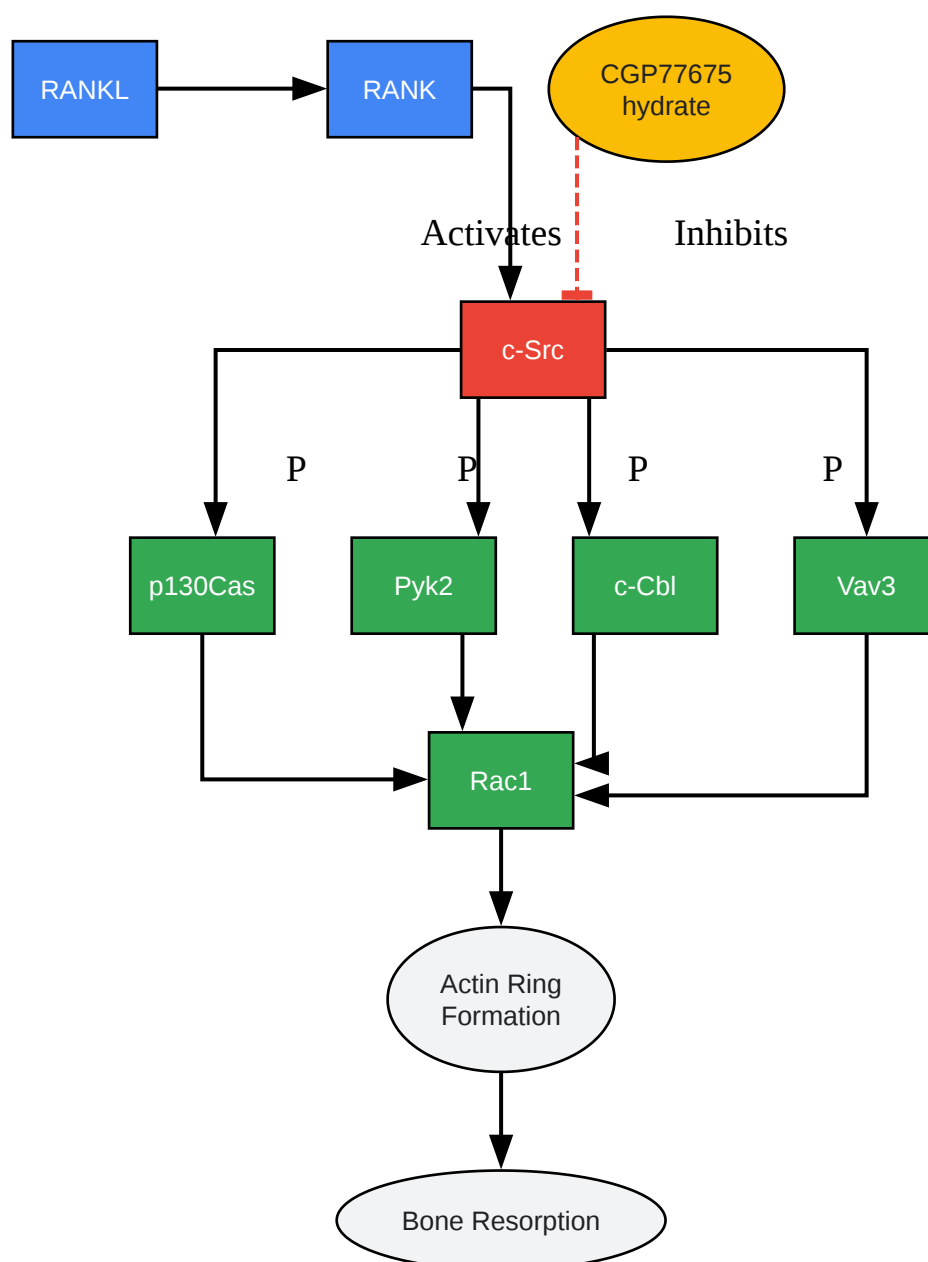 RANKL
RANK
CGP77675
hydrate
Activates
Inhibits
c-Src
P
P
P
P
p130Cas
Pyk2
c-Cbl
Vav3
Rac1
Actin Ring
Formation
Bone Resorption